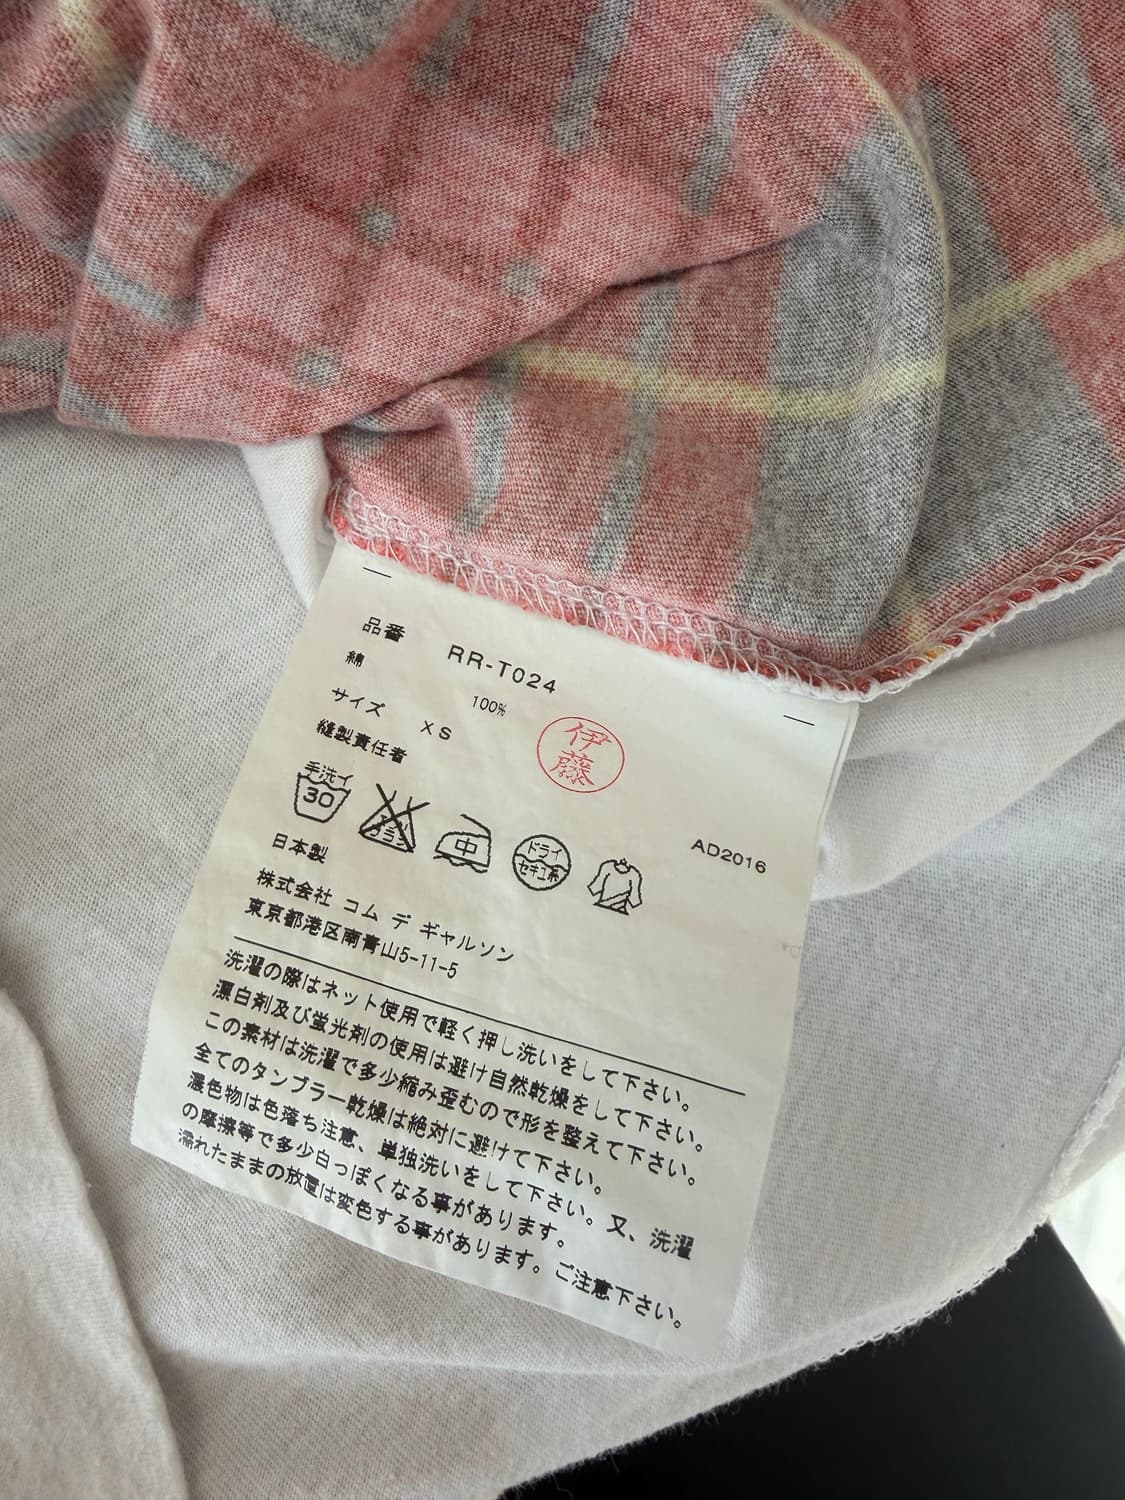 品番 RR-T024
綿 100%
サイズ XS
縫製責任者
伊藤
手洗イ
30
エンソ
サラシ
中
ドライ
セキユ系
AD2016
日本製
株式会社 コム デ ギャルソン
東京都港区南青山5-11-5
洗濯の際はネット使用で軽く押し洗いをして下さい。
漂白剤及び蛍光剤の使用は避け自然乾燥をして下さい。
この素材は洗濯で多少縮み歪むので形を整えて下さい。
全てのタンブラー乾燥は絶対に避けて下さい。
濃色物は色落ち注意、単独洗いをして下さい。又、洗濯
の摩擦等で多少白っぽくなる事があります。
濡れたままの放置は変色する事があります。ご注意下さい。